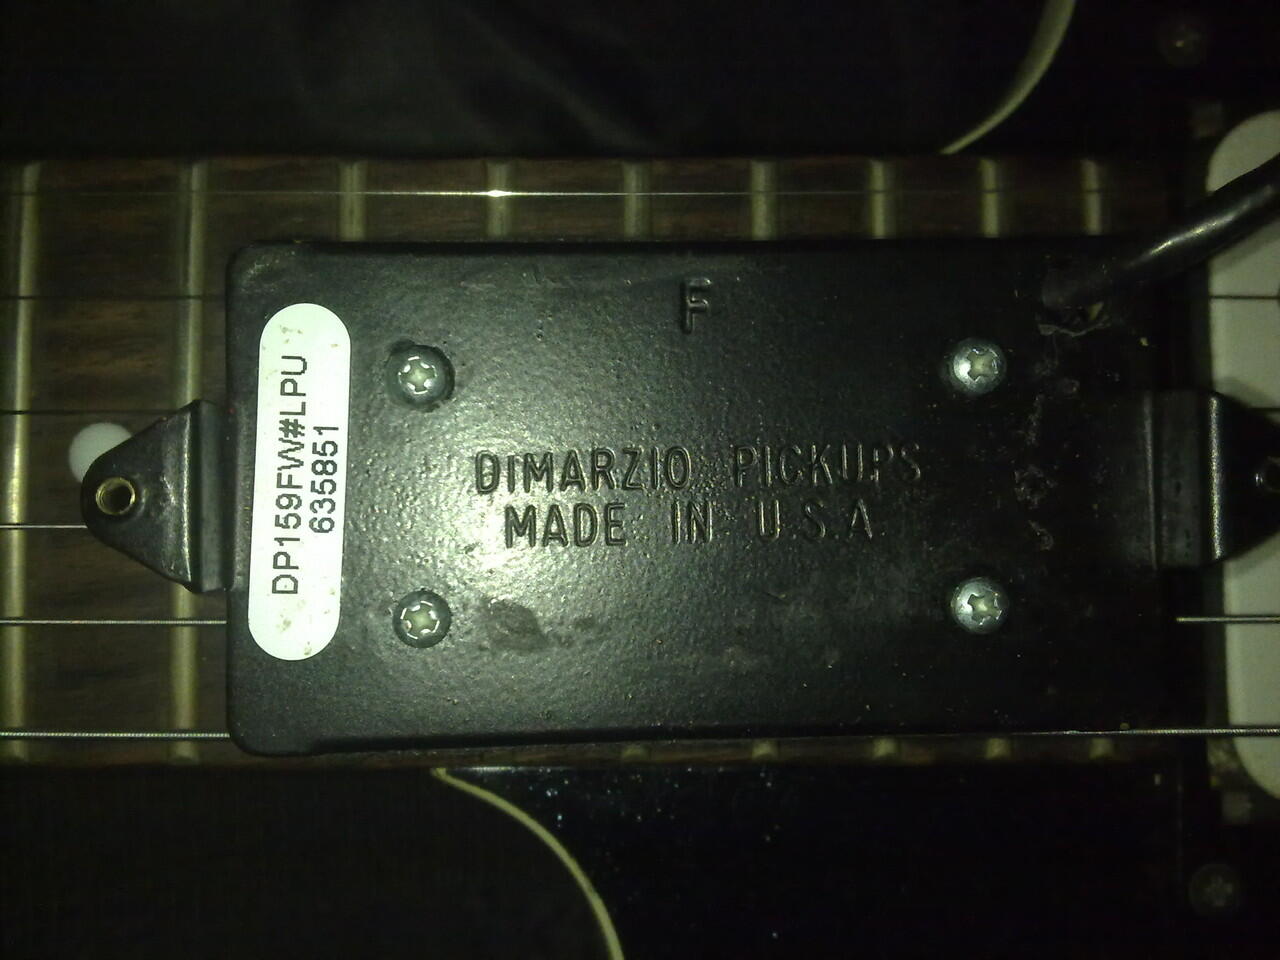 F
DP159FW#LPU
635851
DiMARZIO PICKUPS
MADE IN U.S.A